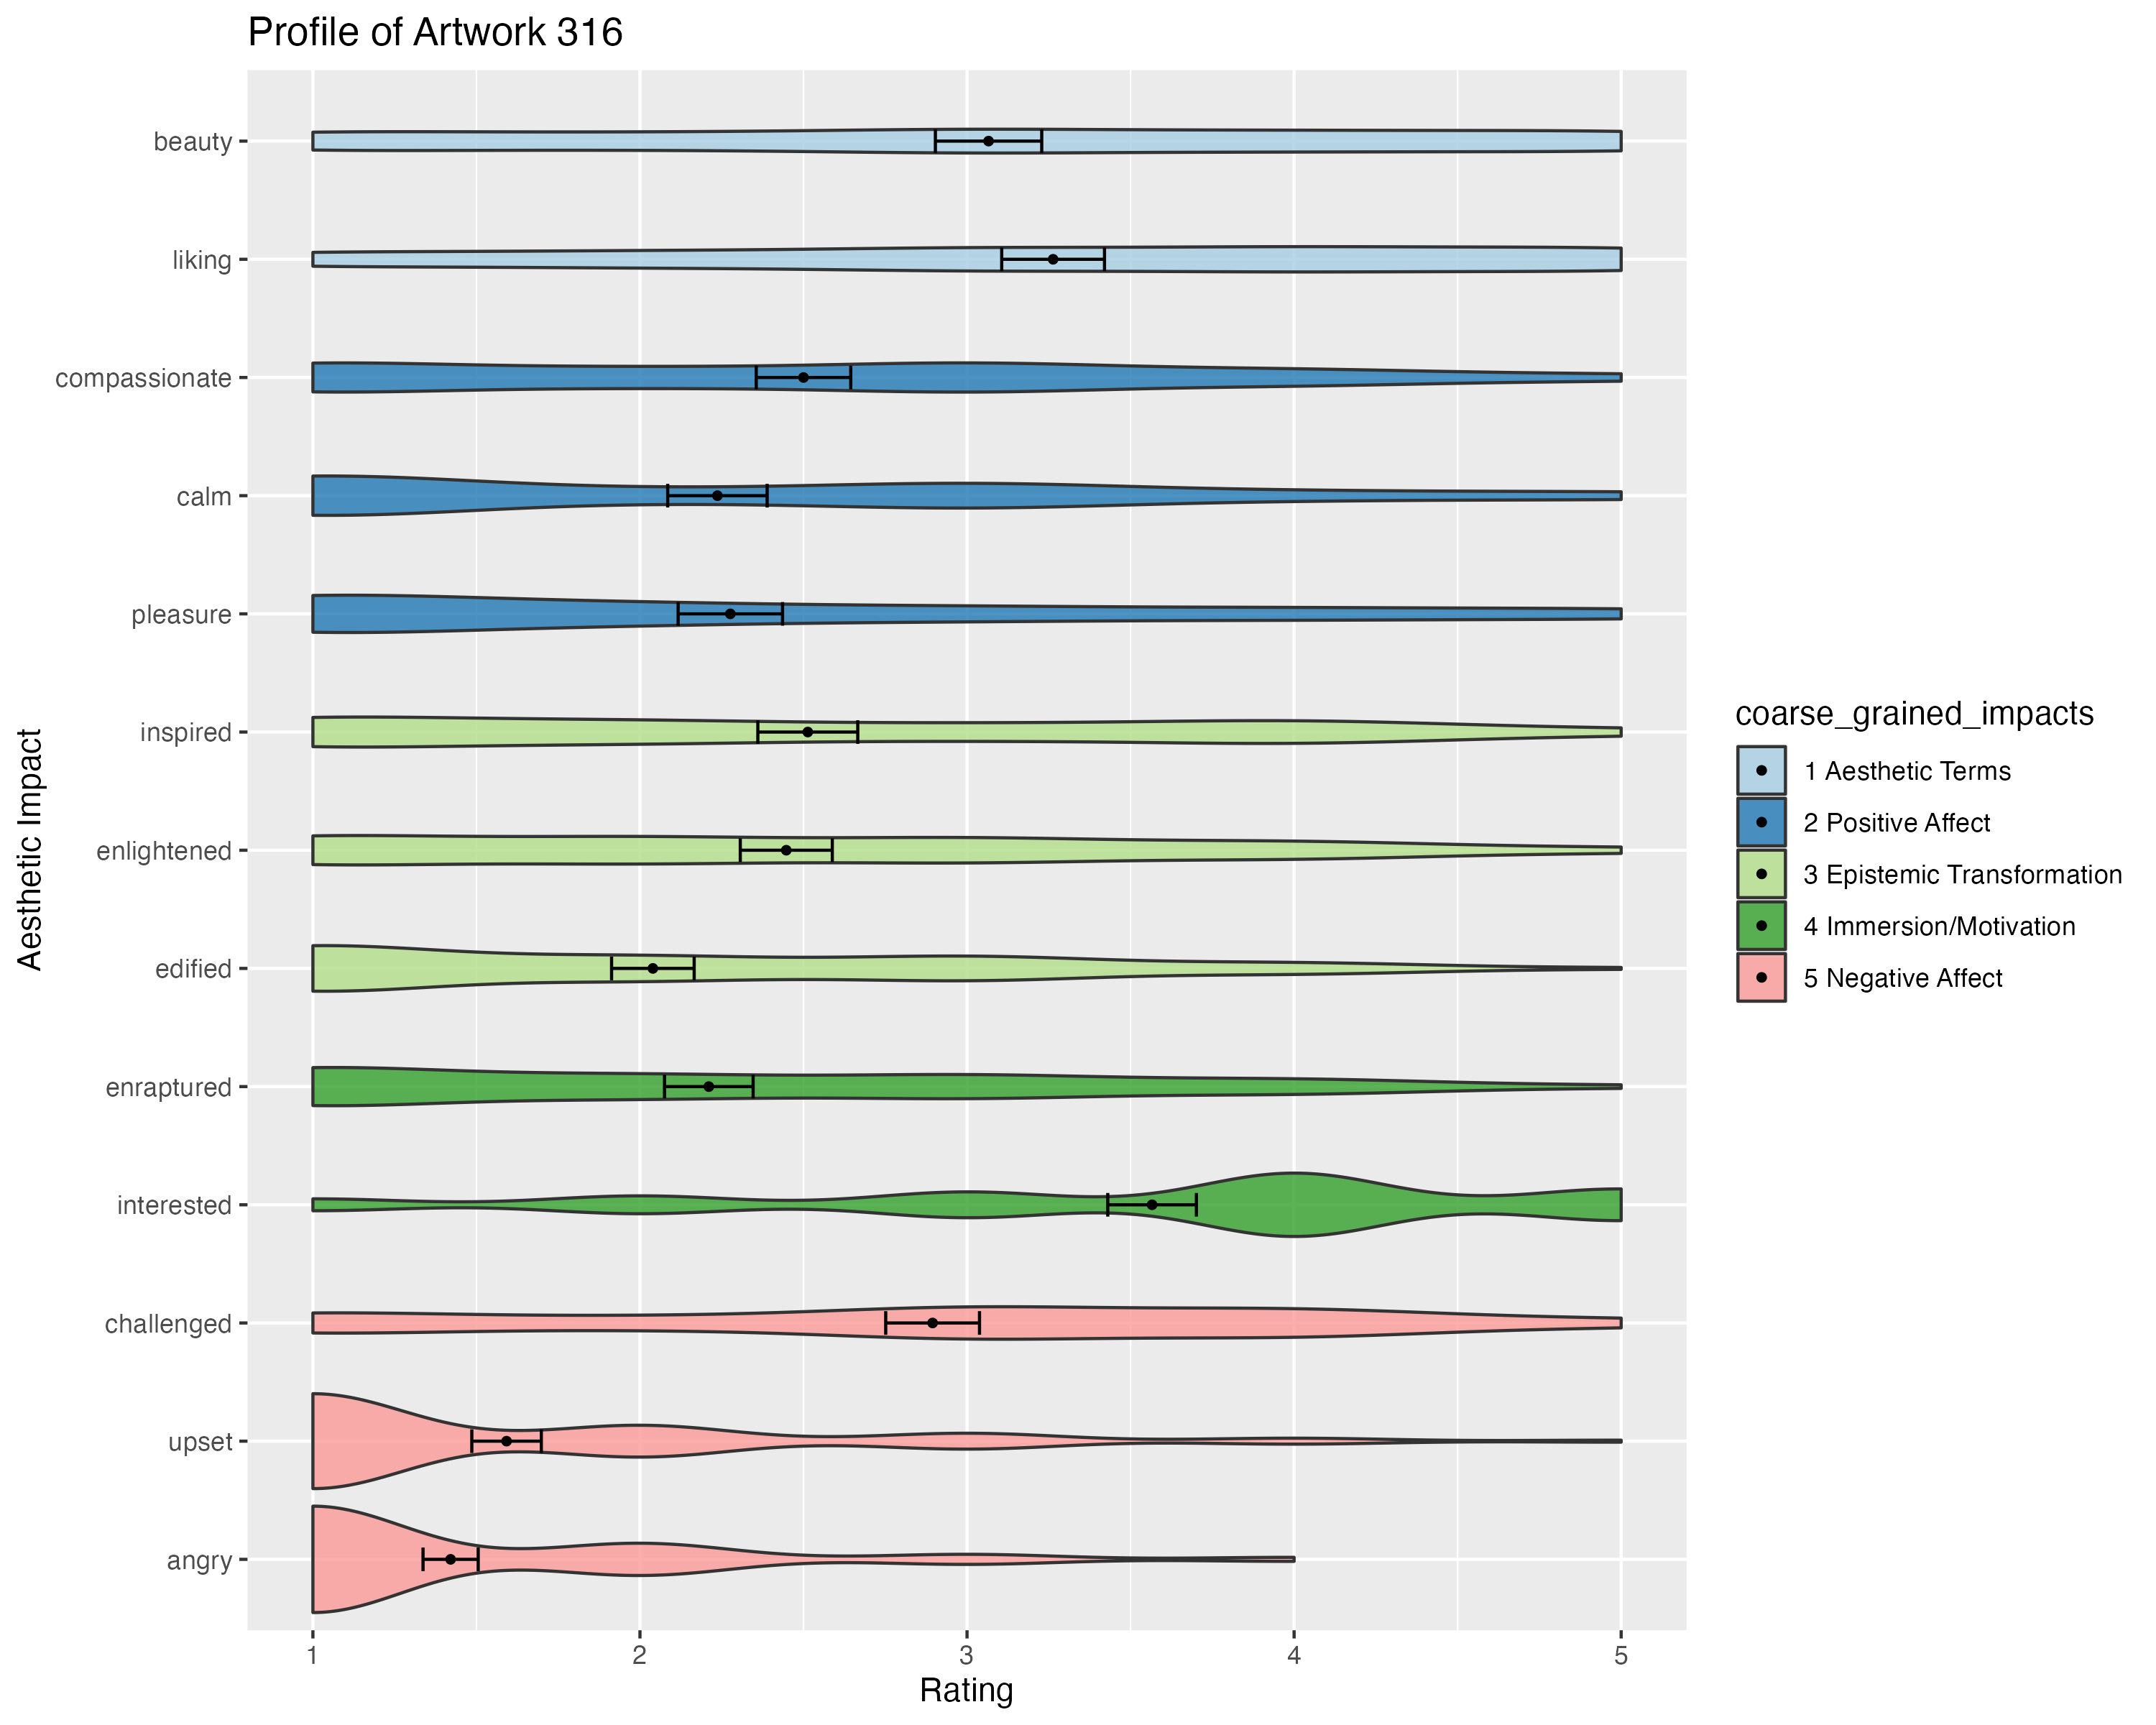 Profile of Artwork 316
Aesthetic Impact
beauty
liking
compassionate
calm
pleasure
inspired
enlightened
edified
enraptured
interested
challenged
upset
angry
1 2 3 4 5
Rating
coarse_grained_impacts
1 Aesthetic Terms
2 Positive Affect
3 Epistemic Transformation
4 Immersion/Motivation
5 Negative Affect